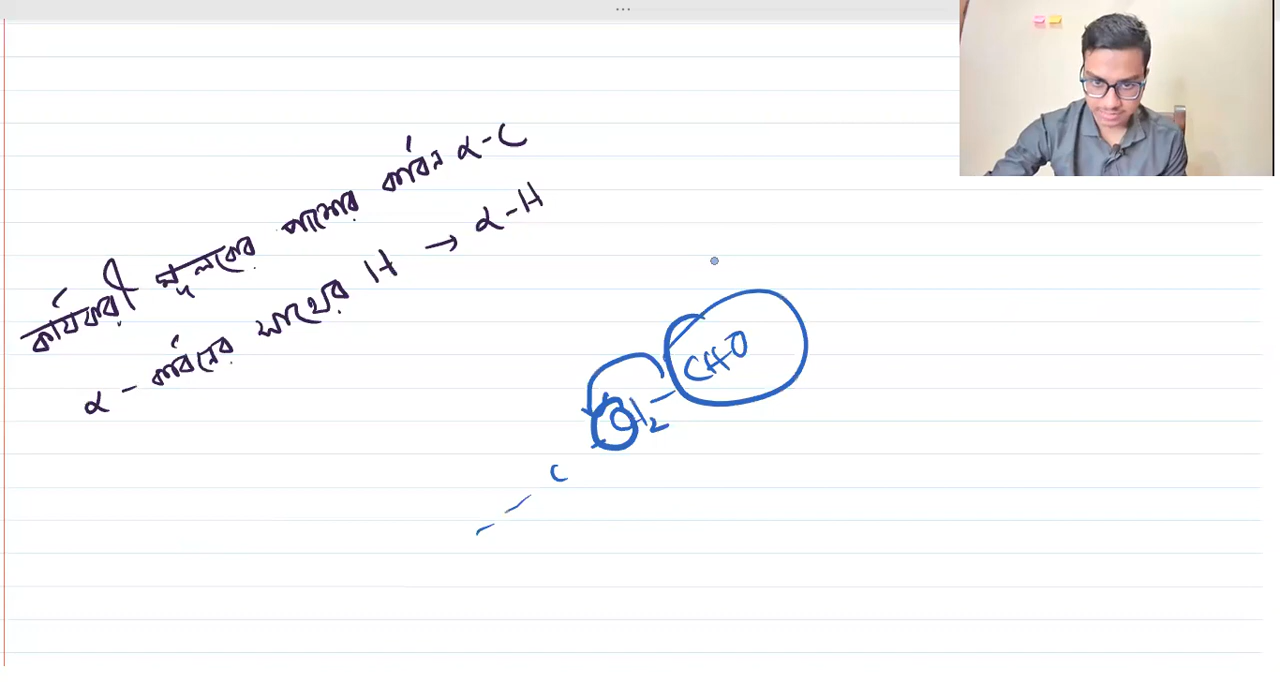 কার্যকরী মূলকের পাশের কার্বন α-C
α - কার্বনের সাথের H → α-H
CHO
CH₂ -
- - C